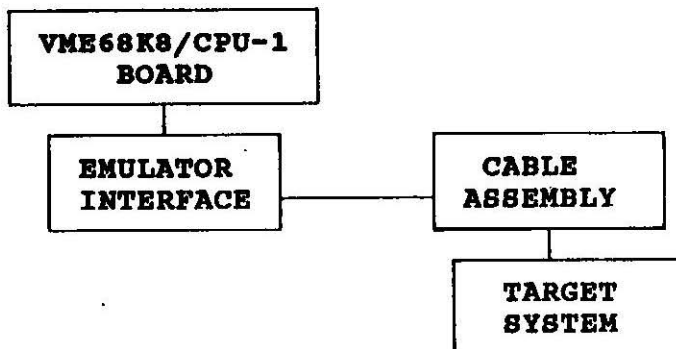 VME68K8/CPU-1
BOARD
EMULATOR
INTERFACE
CABLE
ASSEMBLY
TARGET
SYSTEM